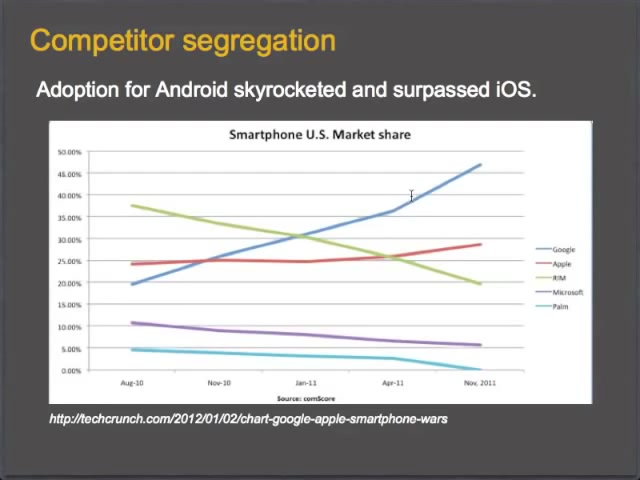 Competitor segregation
Adoption for Android skyrocketed and surpassed iOS.
Smartphone U.S. Market share
50.00%
45.00%
40.00%
35.00%
30.00%
25.00%
20.00%
15.00%
10.00%
5.00%
0.00%
Google
Apple
RIM
Microsoft
Palm
Aug-10
Nov-10
Jan-11
Apr-11
Nov, 2011
Source: comScore
http://techcrunch.com/2012/01/02/chart-google-apple-smartphone-wars